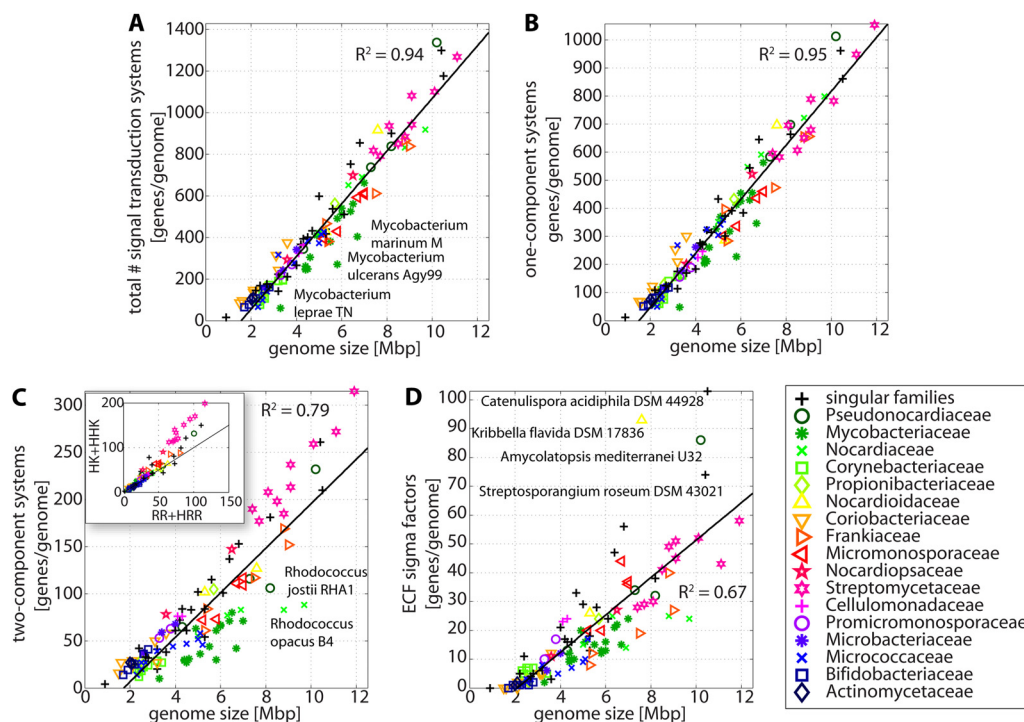 A
total # signal transduction systems
[genes/genome]
1400
1200
1000
800
600
400
200
0
R² = 0.94
Mycobacterium
marinum M
Mycobacterium
ulcerans Agy99
Mycobacterium
leprae TN
0 2 4 6 8 10 12
genome size [Mbp]
B
one-component systems
genes/genome]
1000
900
800
700
600
500
400
300
200
100
0
R² = 0.95
0 2 4 6 8 10 12
genome size [Mbp]
C
two-component systems
[genes/genome]
300
250
200
150
100
50
0
R² = 0.79
HK+HHK
200
100
0
0 50 100 150
RR+HRR
Rhodococcus
jostii RHA1
Rhodococcus
opacus B4
0 2 4 6 8 10 12
genome size [Mbp]
D
ECF sigma factors
[genes/genome]
100
90
80
70
60
50
40
30
20
10
0
Catenulispora acidiphila DSM 44928
Kribbella flavida DSM 17836
Amycolatopsis mediterranei U32
Streptosporangium roseum DSM 43021
R² = 0.67
0 2 4 6 8 10 12
genome size [Mbp]
singular families
Pseudonocardiaceae
Mycobacteriaceae
Nocardiaceae
Corynebacteriaceae
Propionibacteriaceae
Nocardioidaceae
Coriobacteriaceae
Frankiaceae
Micromonosporaceae
Nocardiopsaceae
Streptomycetaceae
Cellulomonadaceae
Promicromonosporaceae
Microbacteriaceae
Micrococcaceae
Bifidobacteriaceae
Actinomycetaceae